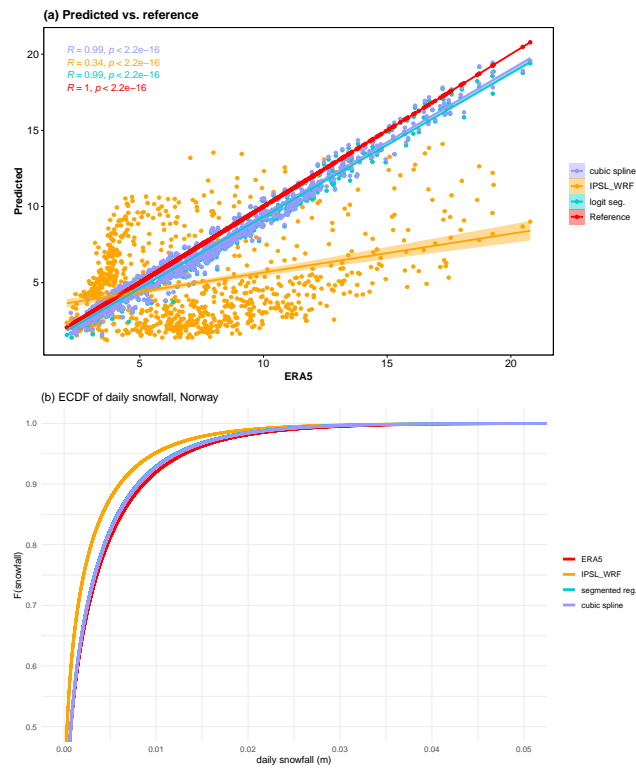 (a) Predicted vs. reference
R = 0.99, p < 2.2e−16
R = 0.34, p < 2.2e−16
R = 0.99, p < 2.2e−16
R = 1, p < 2.2e−16
20
15
10
5
Predicted
5
10
15
20
ERA5
cubic spline
IPSL_WRF
logit seg.
Reference
(b) ECDF of daily snowfall, Norway
1.0
0.9
0.8
0.7
0.6
0.5
F(snowfall)
0.00
0.01
0.02
0.03
0.04
0.05
daily snowfall (m)
ERA5
IPSL_WRF
segmented reg.
cubic spline